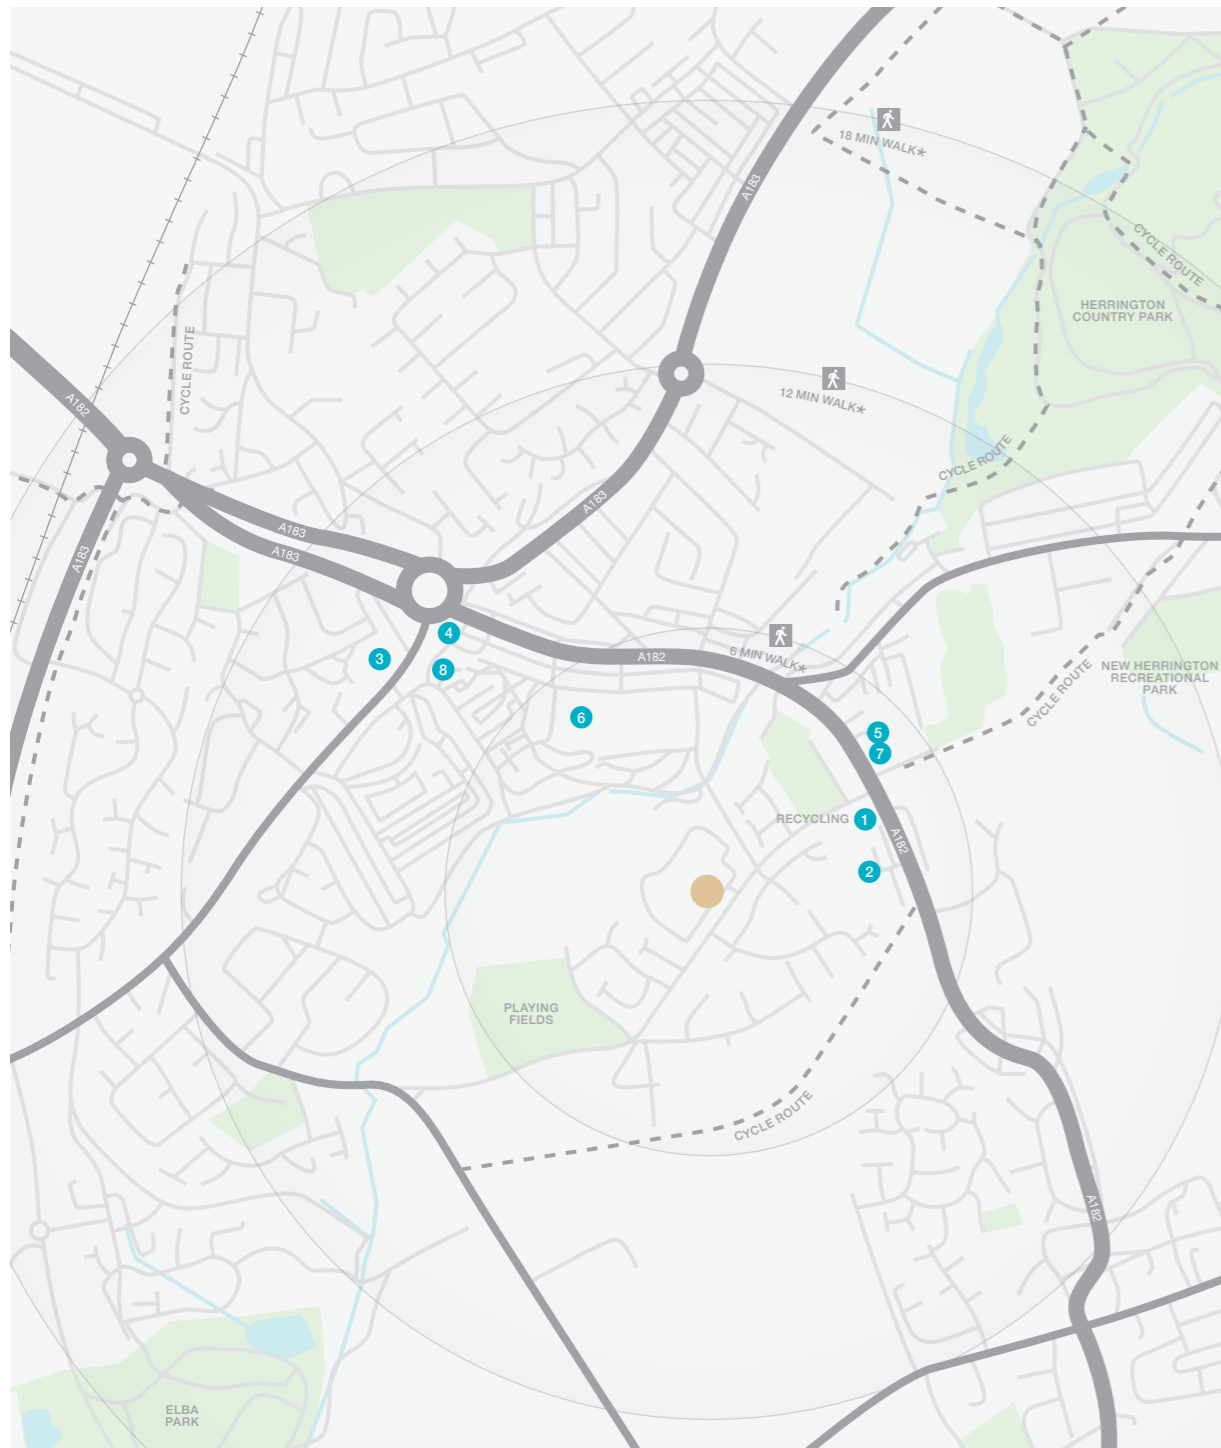 A183
18 MIN WALK*
CYCLE ROUTE
HERRINGTON
COUNTRY PARK
CYCLE ROUTE
A182
12 MIN WALK*
CYCLE ROUTE
A183
A183
A183
A183
4
3
8
6 MIN WALK*
A182
NEW HERRINGTON
RECREATIONAL
PARK
CYCLE ROUTE
6
5
7
RECYCLING
1
A182
2
PLAYING
FIELDS
CYCLE ROUTE
A182
ELBA
PARK